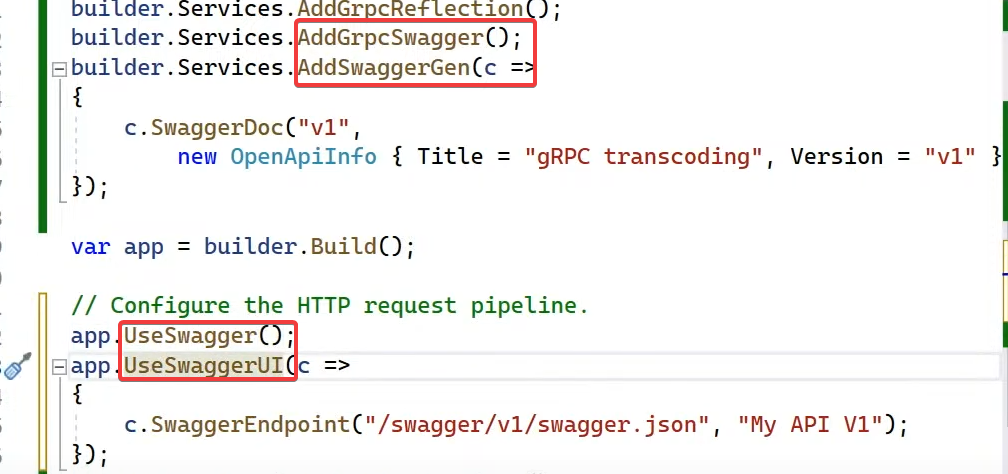 builder.Services.AddGrpcReflection();
builder.Services.AddGrpcSwagger();
builder.Services.AddSwaggerGen(c =>
{
    c.SwaggerDoc("v1",
        new OpenApiInfo { Title = "gRPC transcoding", Version = "v1" }
});
var app = builder.Build();
// Configure the HTTP request pipeline.
app.UseSwagger();
app.UseSwaggerUI(c =>
{
    c.SwaggerEndpoint("/swagger/v1/swagger.json", "My API V1");
});